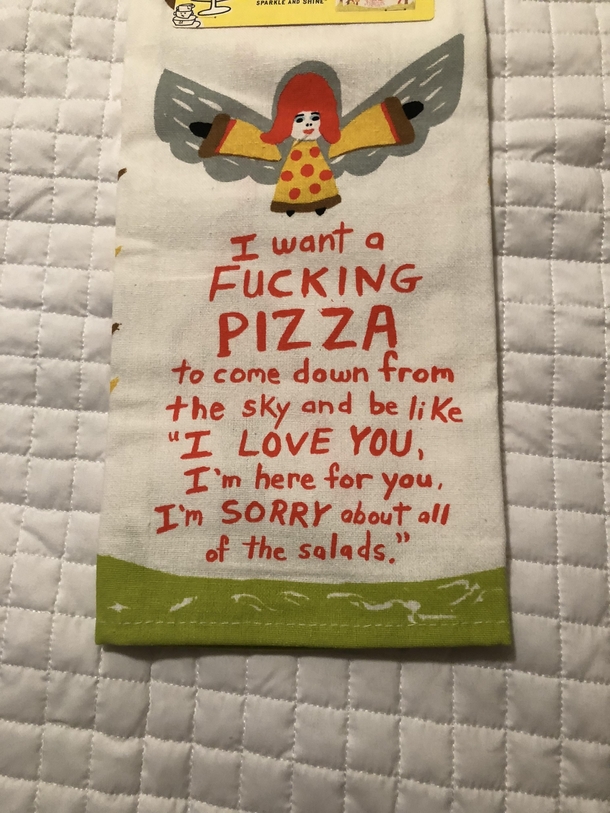 SPARKLE AND SHINE
I want a
FUCKING
PIZZA
to come down from
the sky and be like
"I LOVE YOU,
I'm here for you,
I'm SORRY about all
of the salads."